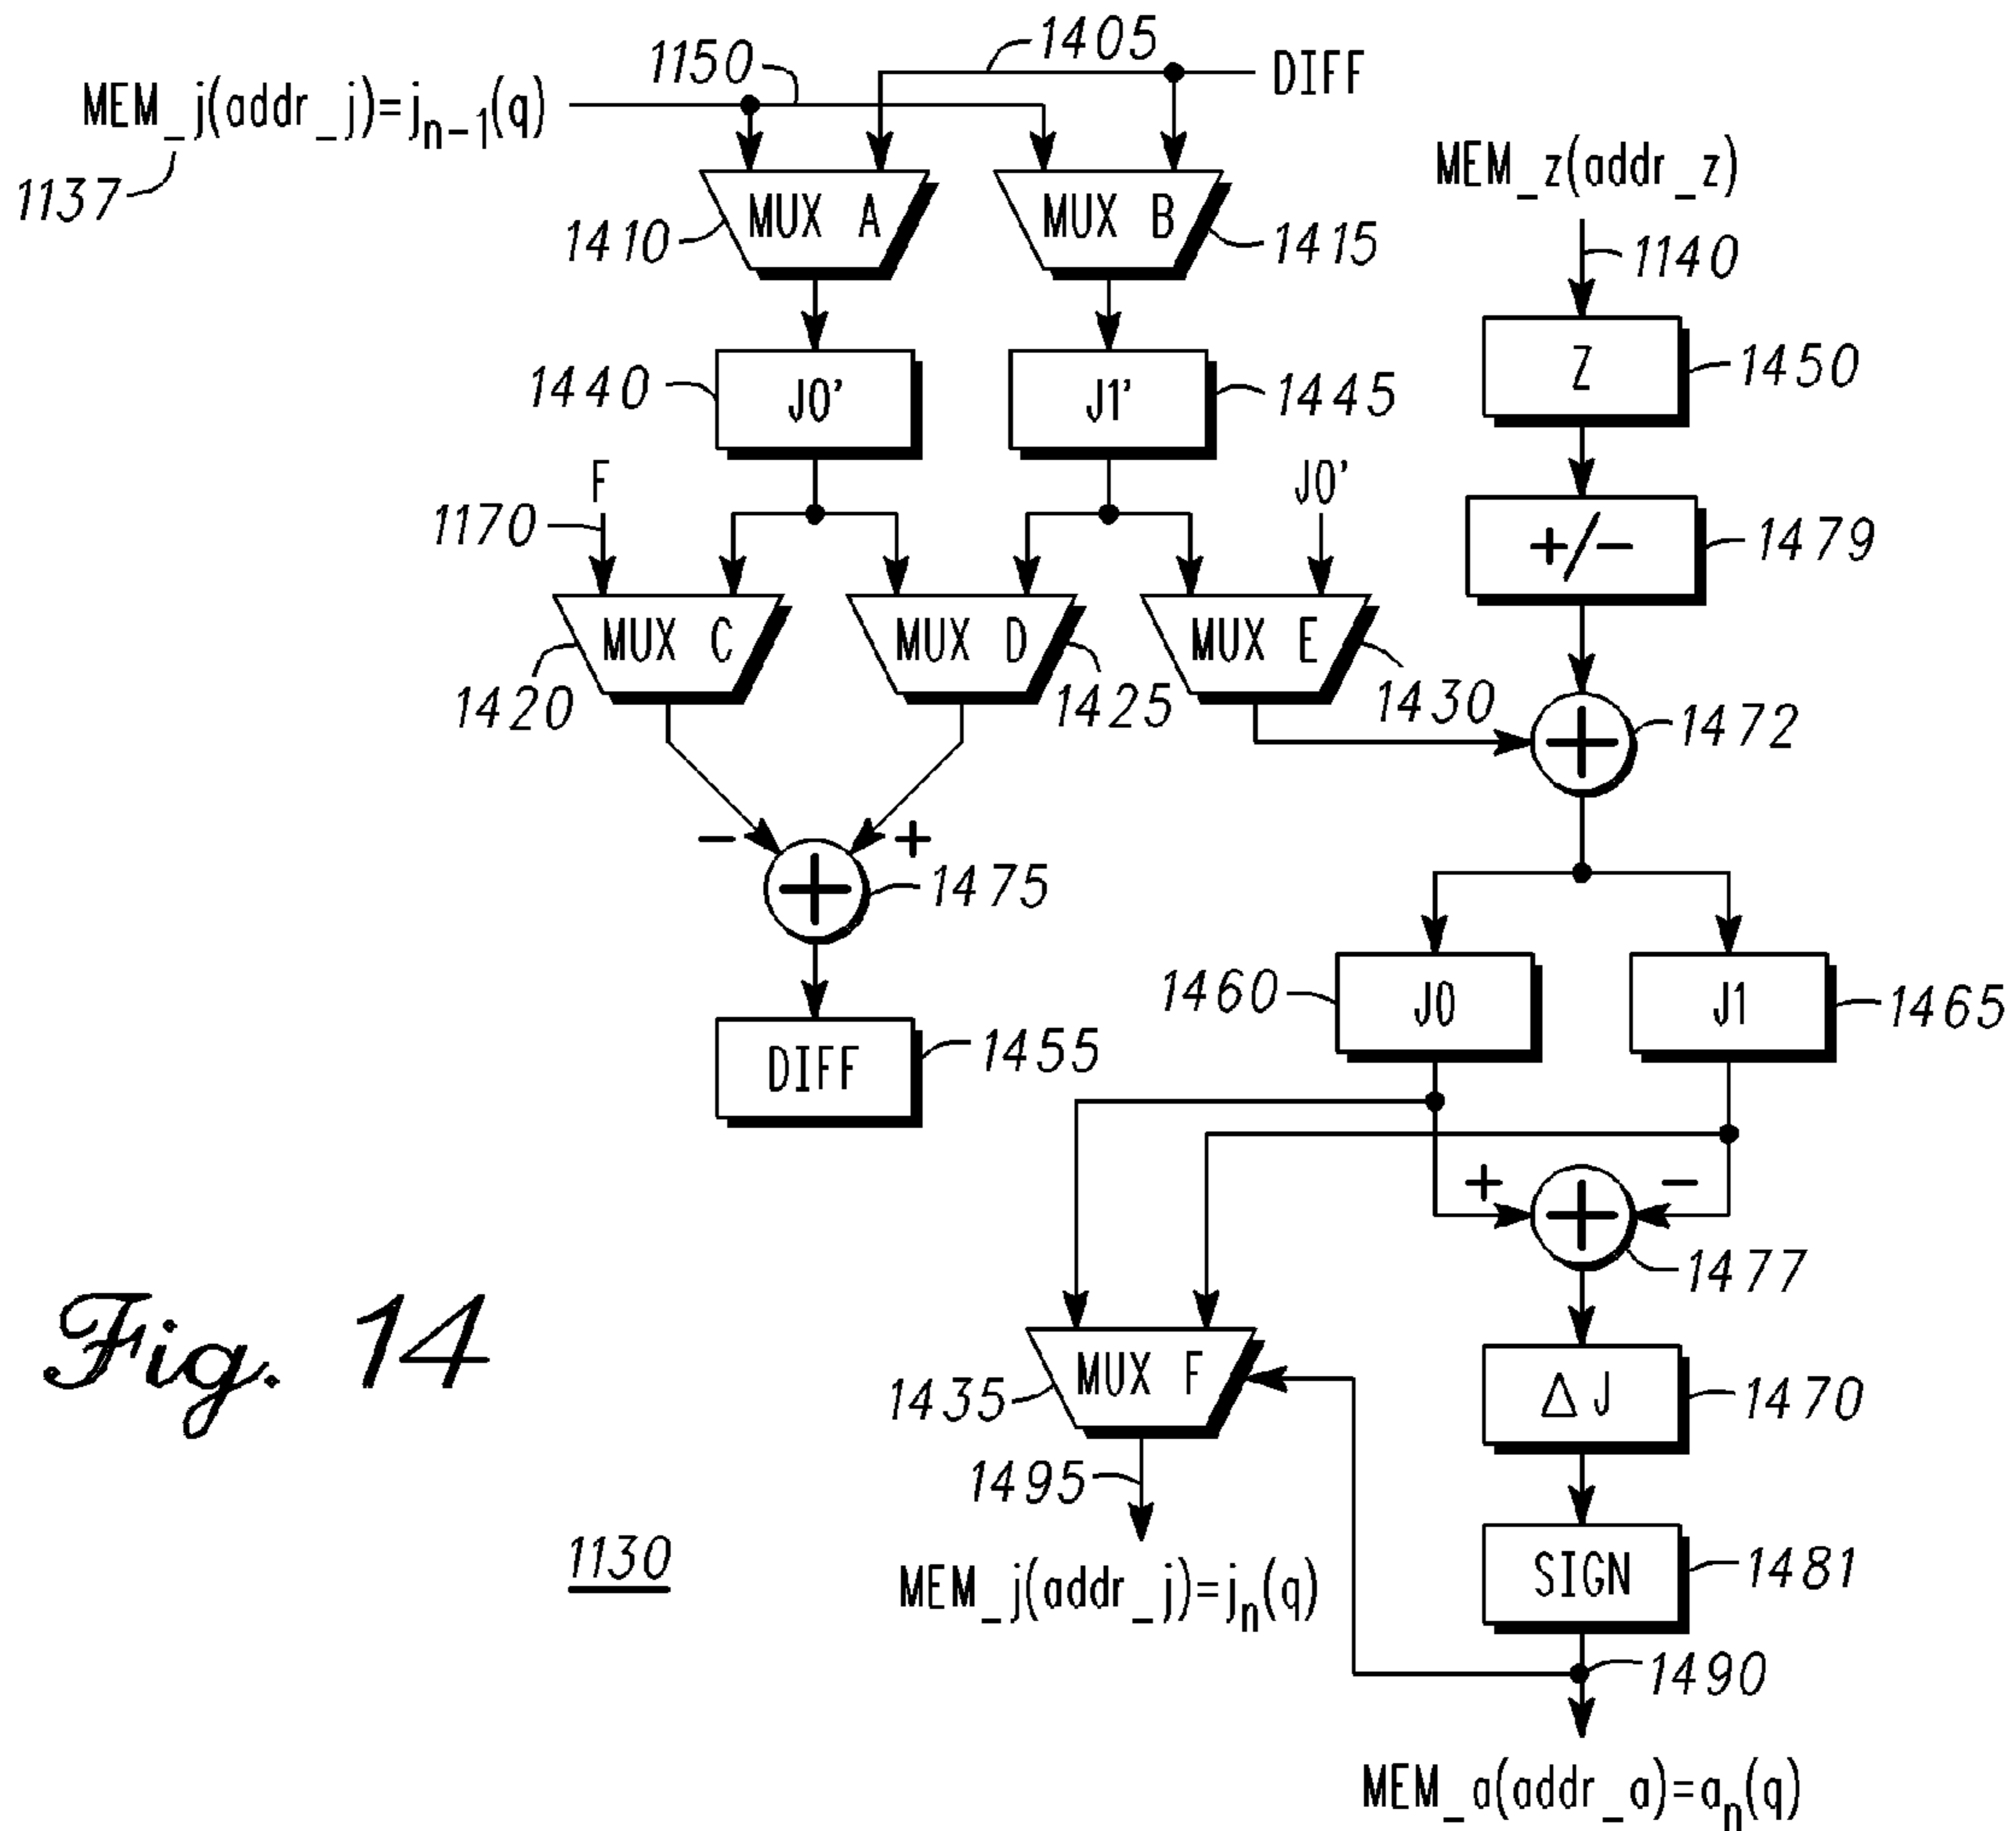 1405
1150
DIFF
MEM_j(addr_j)=jn-1(q)
1137
MEM_z(addr_z)
MUX A
MUX B
1410
1415
1140
Z
1450
J0'
J1'
1440
1445
F
J0'
1170
+/-
1479
MUX C
MUX D
MUX E
1420
1425
1430
+
1472
-
+
+
1475
1460
J0
J1
1465
DIFF
1455
+
-
+
1477
Fig. 14
MUX F
1435
Δ J
1470
1495
SIGN
1481
1130
MEM_j(addr_j)=jn(q)
1490
MEM_a(addr_a)=an(q)